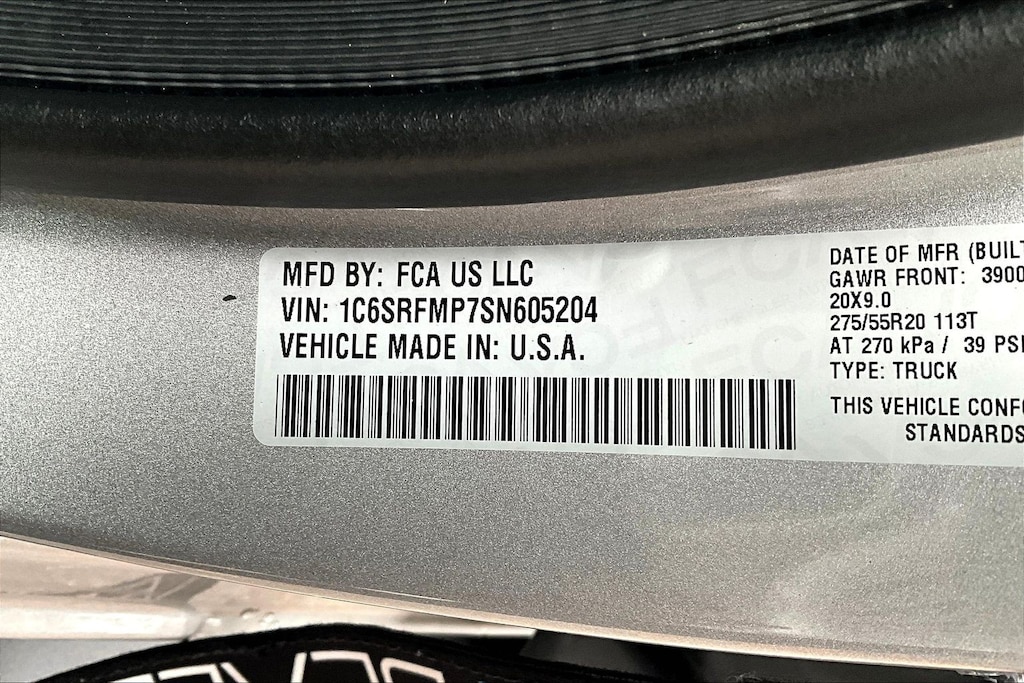 MFD BY: FCA US LLC
VIN: 1C6SRFMP7SN605204
VEHICLE MADE IN: U.S.A.
DATE OF MFR (BUILT
GAWR FRONT: 3900
20X9.0
275/55R20 113T
AT 270 kPa / 39 PSI
TYPE: TRUCK
THIS VEHICLE CONFO
STANDARDS